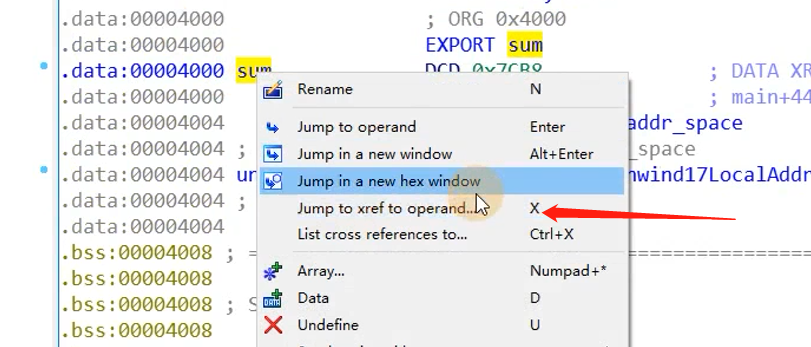 .data:00004000 ; ORG 0x4000
.data:00004000 EXPORT sum
.data:00004000 sum DCD 0x7CB8 ; DATA XR
.data:00004000 ; main+44
.data:00004004 addr_space
.data:00004004 ; _space
.data:00004004 un nwind17LocalAddr
.data:00004004 ;
.data:00004004
.bss:00004008 ; =
.bss:00004008
.bss:00004008 ; S
.bss:00004008
Rename N
Jump to operand Enter
Jump in a new window Alt+Enter
Jump in a new hex window
Jump to xref to operand... X
List cross references to... Ctrl+X
Array... Numpad+*
Data D
Undefine U